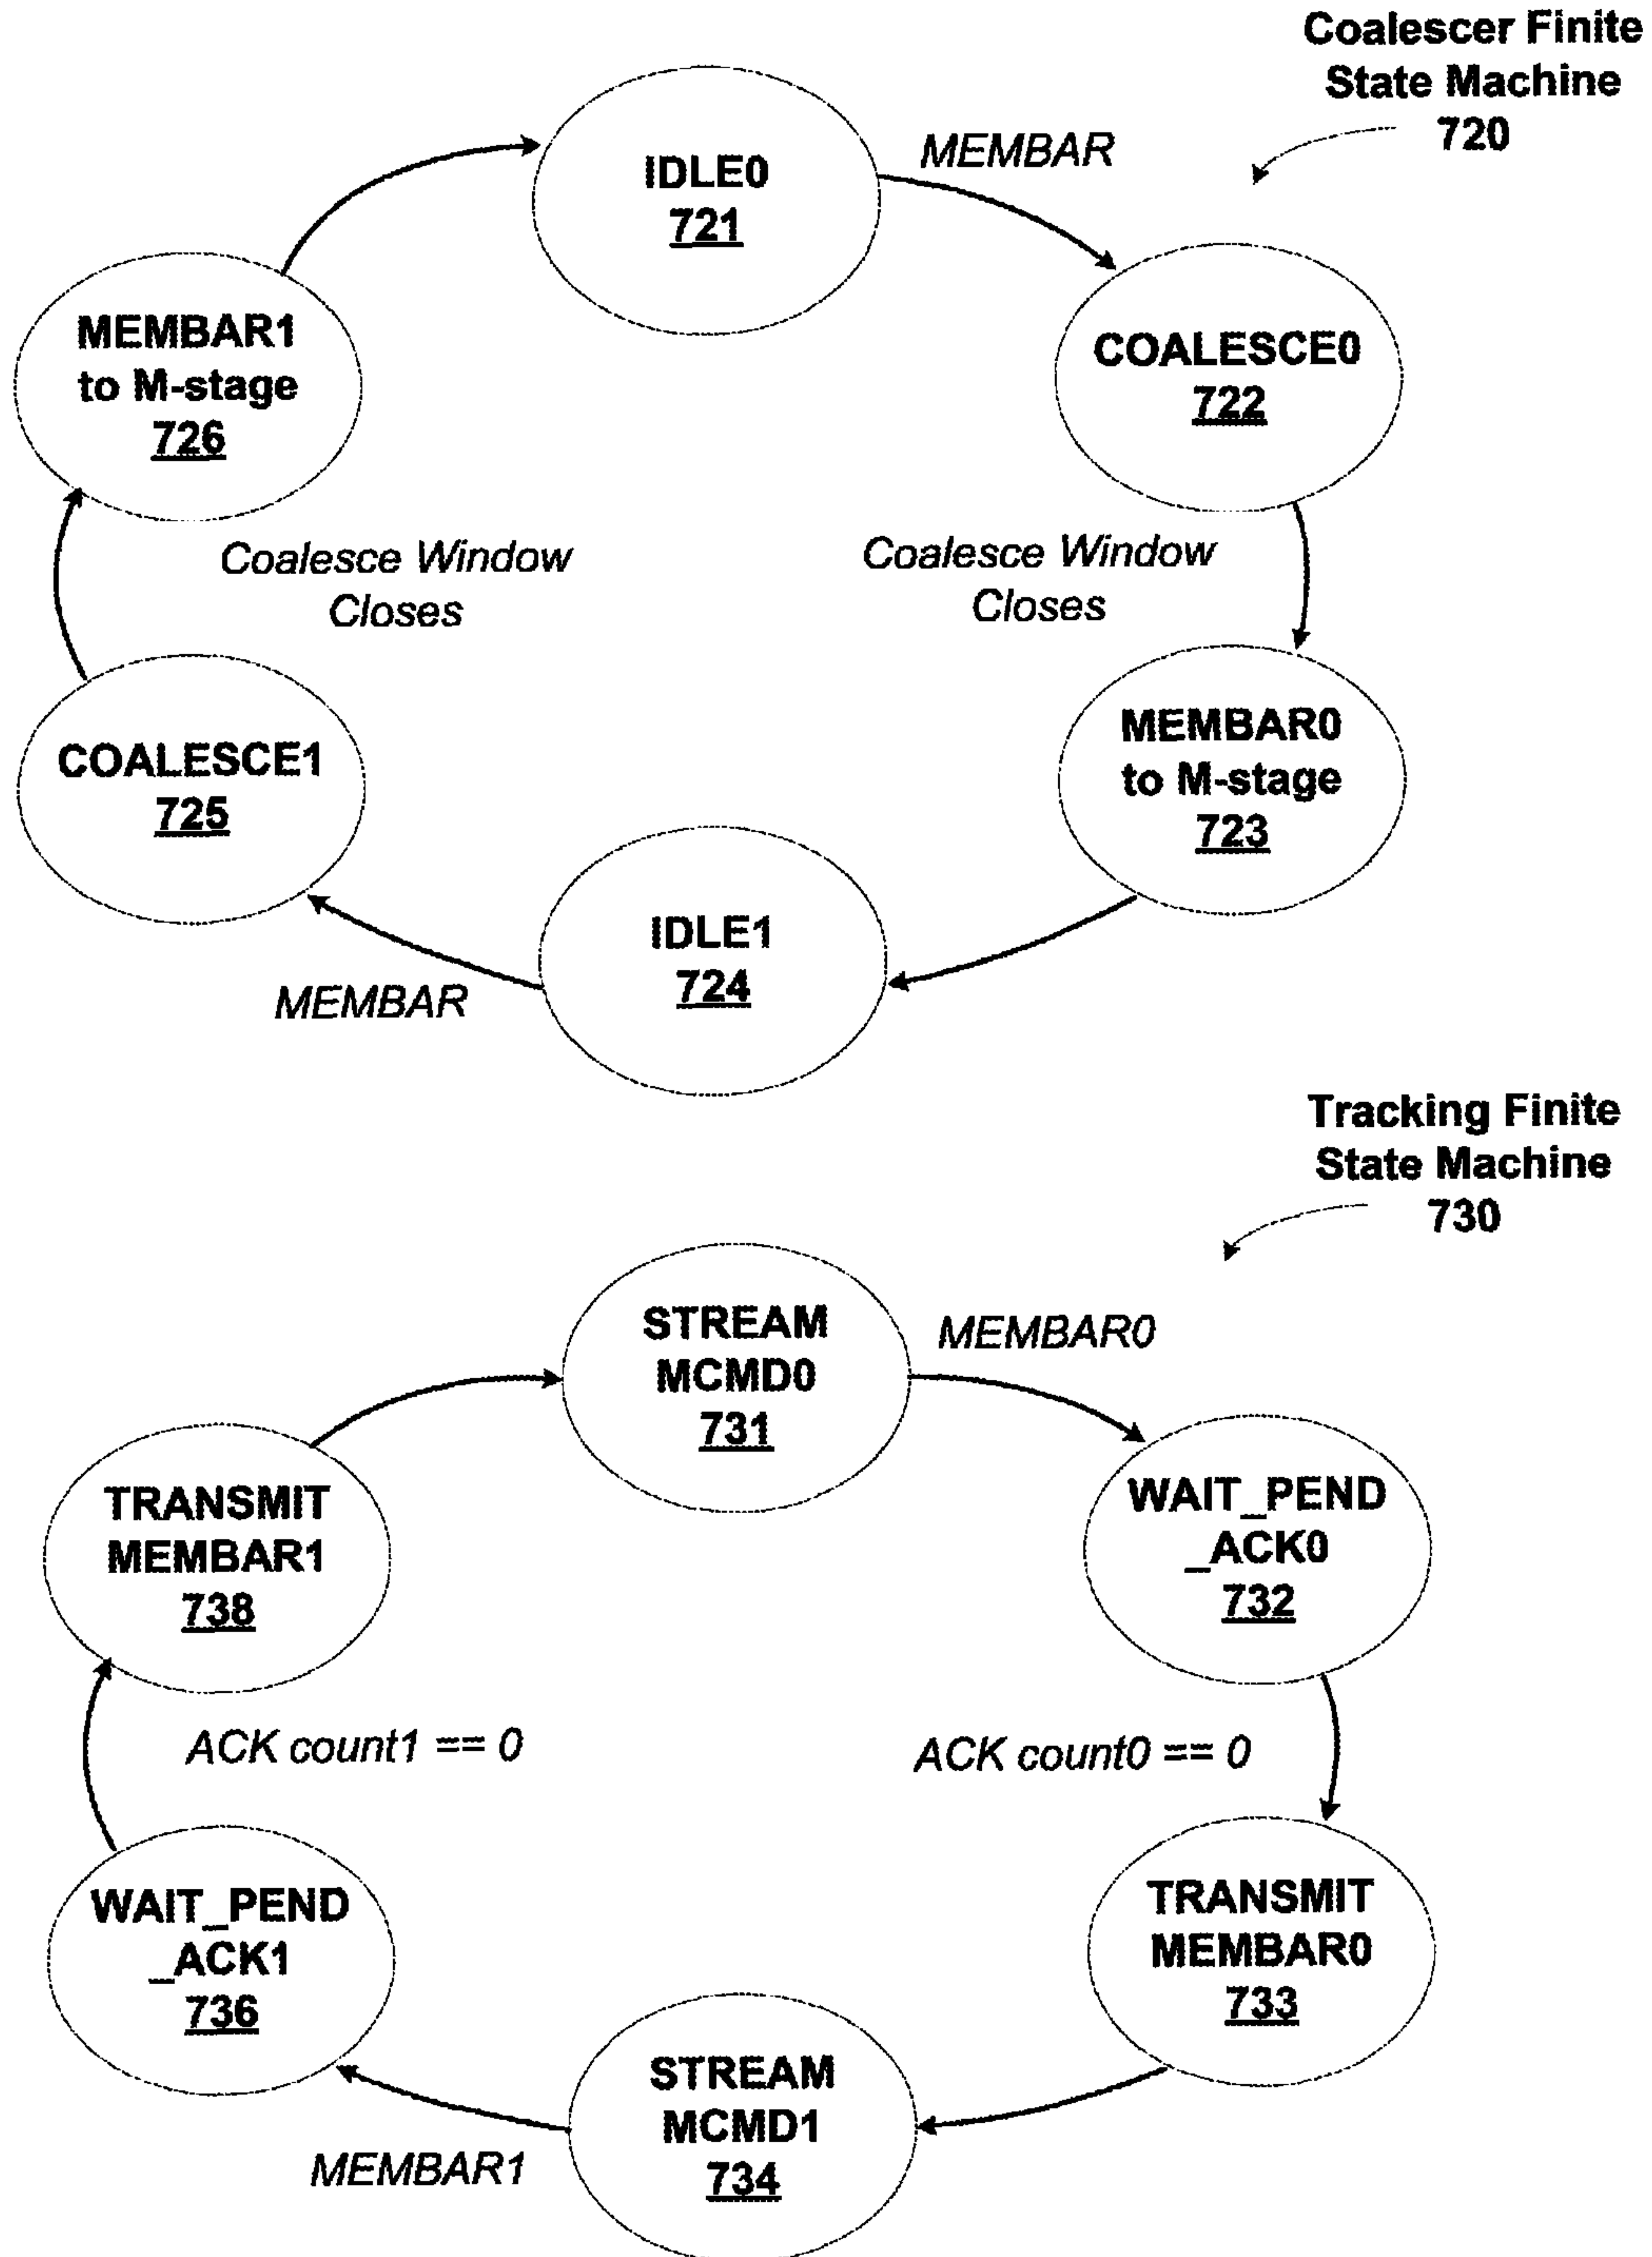 Coalescer Finite
State Machine
720
IDLE0
721
MEMBAR
COALESCE0
722
MEMBAR1
to M-stage
726
Coalesce Window
Closes
Coalesce Window
Closes
MEMBAR0
to M-stage
723
COALESCE1
725
IDLE1
724
MEMBAR
Tracking Finite
State Machine
730
STREAM
MCMD0
731
MEMBAR0
WAIT_PEND
_ACK0
732
TRANSMIT
MEMBAR1
738
ACK count1 == 0
ACK count0 == 0
TRANSMIT
MEMBAR0
733
WAIT_PEND
_ACK1
736
STREAM
MCMD1
734
MEMBAR1